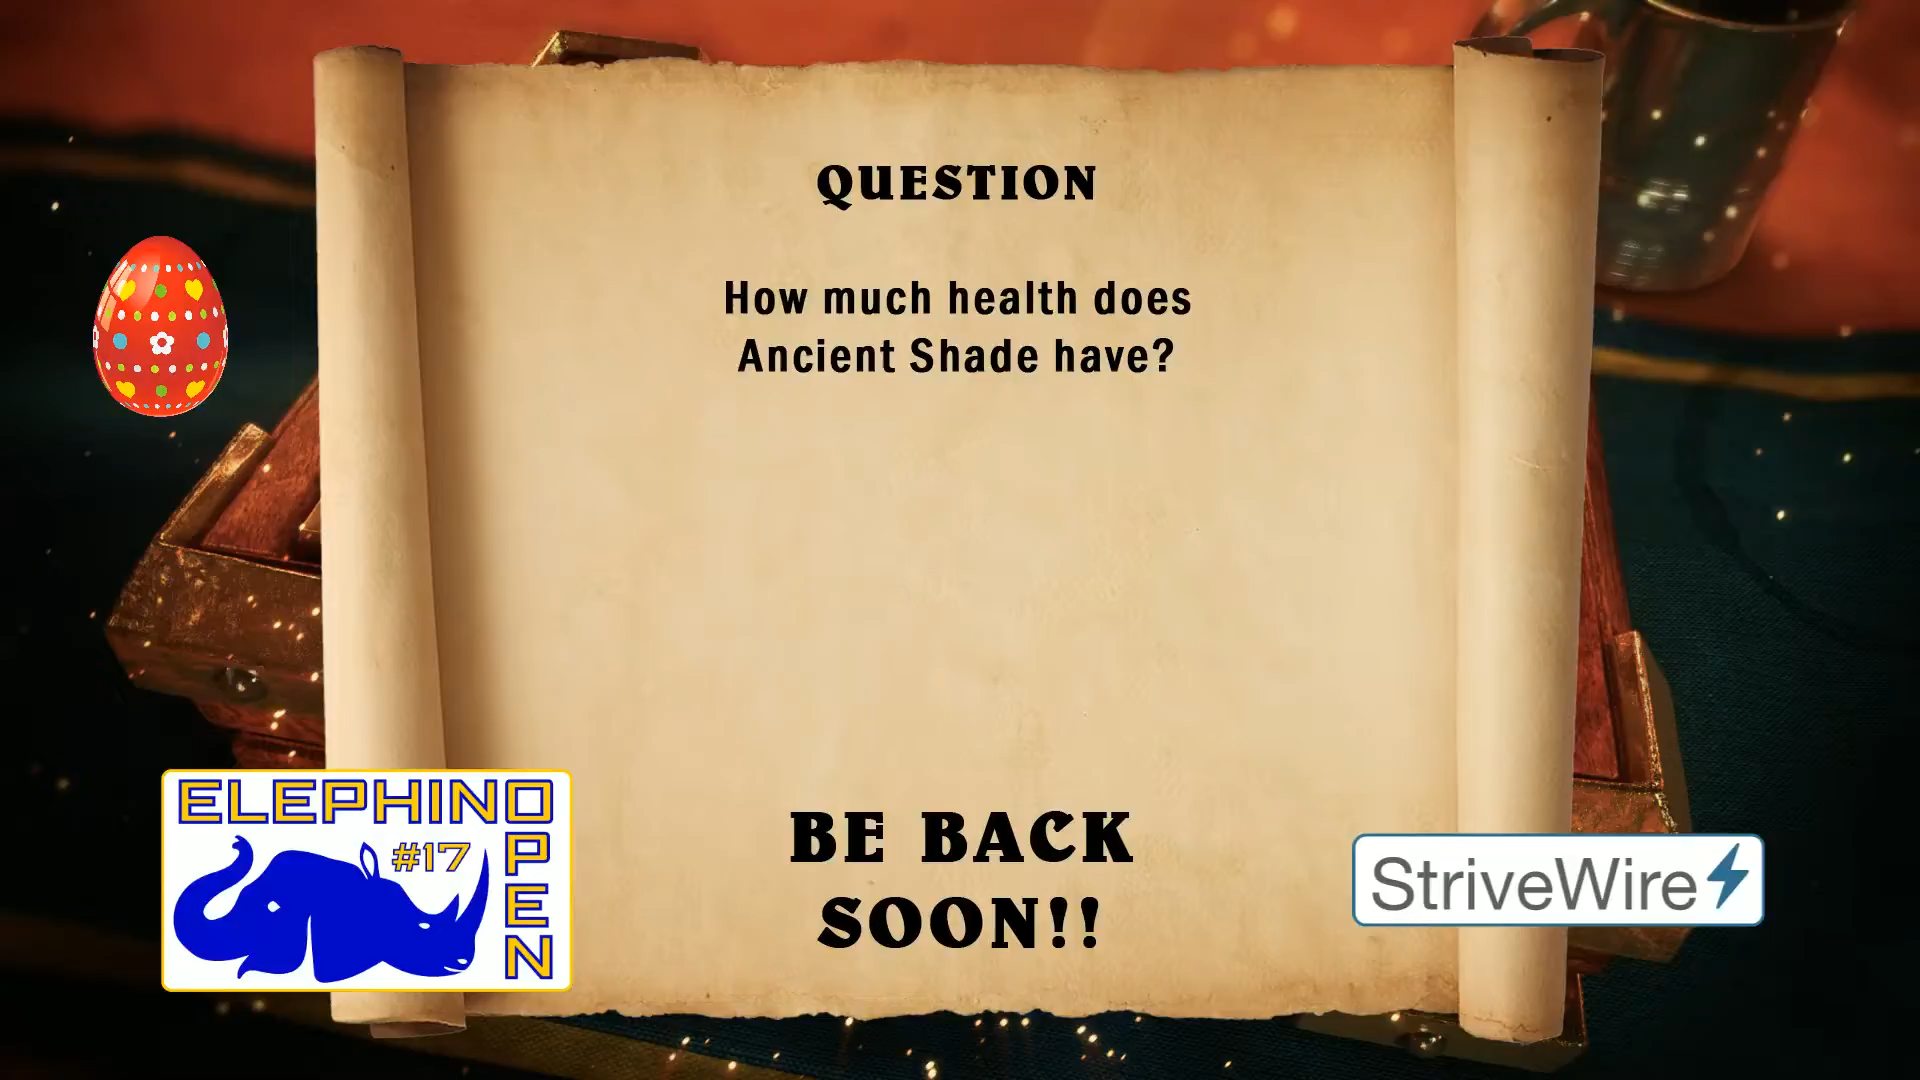 QUESTION
How much health does
Ancient Shade have?
ELEPHINO
#17
OPEN
BE BACK
SOON!!
StriveWire